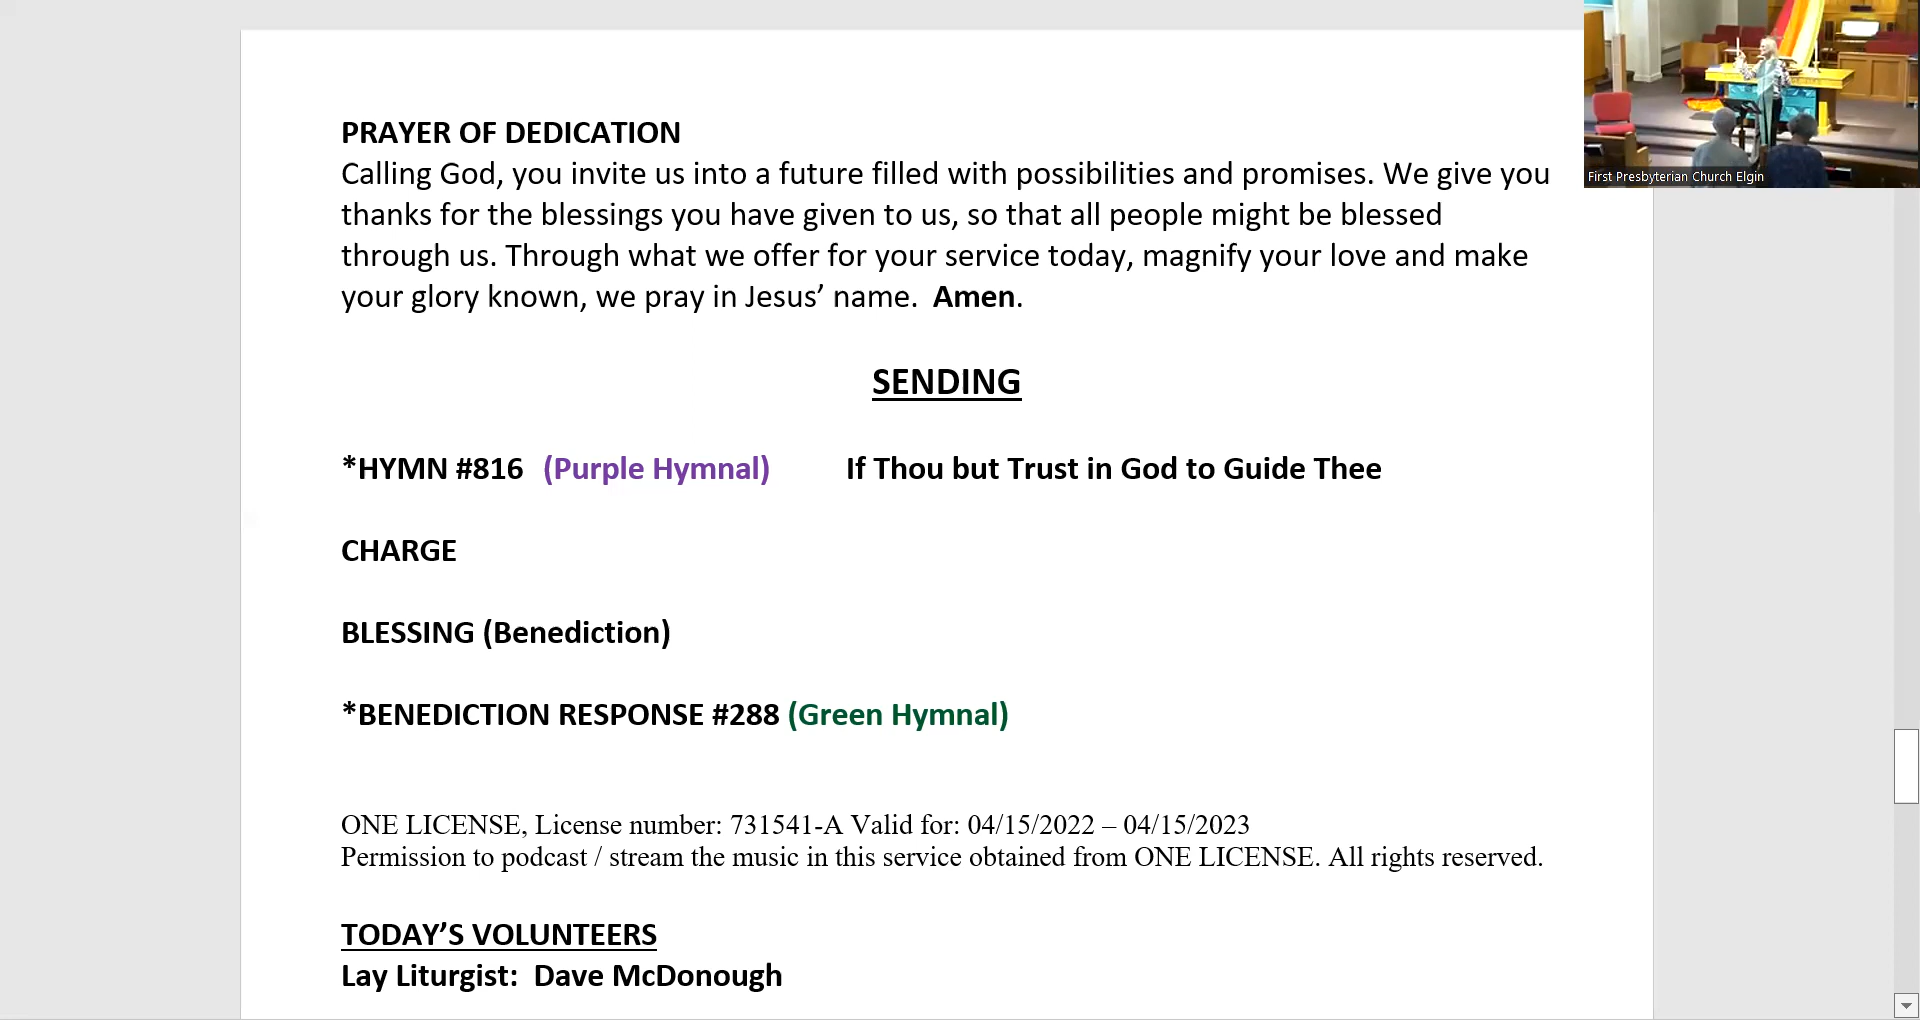 PRAYER OF DEDICATION
Calling God, you invite us into a future filled with possibilities and promises. We give you
thanks for the blessings you have given to us, so that all people might be blessed
through us. Through what we offer for your service today, magnify your love and make
your glory known, we pray in Jesus’ name.  Amen.
First Presbyterian Church Elgin
SENDING
*HYMN #816 (Purple Hymnal) If Thou but Trust in God to Guide Thee
CHARGE
BLESSING (Benediction)
*BENEDICTION RESPONSE #288 (Green Hymnal)
ONE LICENSE, License number: 731541-A Valid for: 04/15/2022 – 04/15/2023
Permission to podcast / stream the music in this service obtained from ONE LICENSE. All rights reserved.
TODAY’S VOLUNTEERS
Lay Liturgist:  Dave McDonough